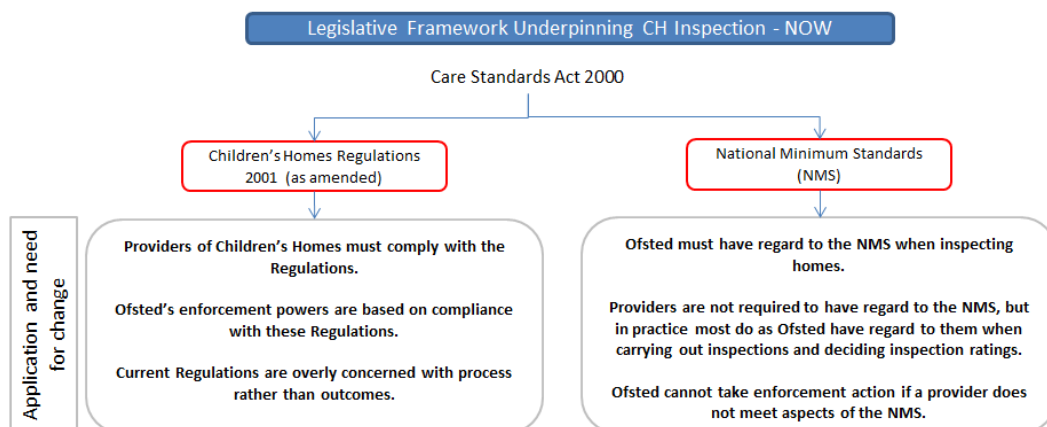 Legislative Framework Underpinning CH Inspection - NOW
Care Standards Act 2000
Children's Homes Regulations
2001 (as amended)
National Minimum Standards
(NMS)
Application and need
for change
Providers of Children's Homes must comply with the
Regulations.
Ofsted's enforcement powers are based on compliance
with these Regulations.
Current Regulations are overly concerned with process
rather than outcomes.
Ofsted must have regard to the NMS when inspecting
homes.
Providers are not required to have regard to the NMS, but
in practice most do as Ofsted have regard to them when
carrying out inspections and deciding inspection ratings.
Ofsted cannot take enforcement action if a provider does
not meet aspects of the NMS.